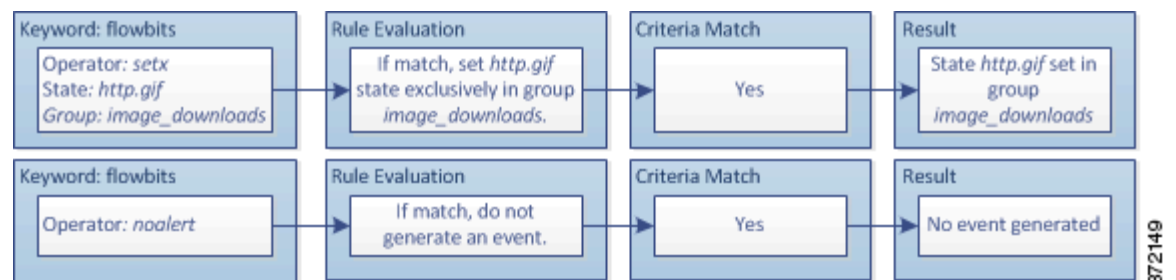 Keyword: flowbits
Operator: setx
State: http.gif
Group: image_downloads
Rule Evaluation
If match, set http.gif
state exclusively in group
image_downloads.
Criteria Match
Yes
Result
State http.gif set in
group
image_downloads
Keyword: flowbits
Operator: noalert
Rule Evaluation
If match, do not
generate an event.
Criteria Match
Yes
Result
No event generated